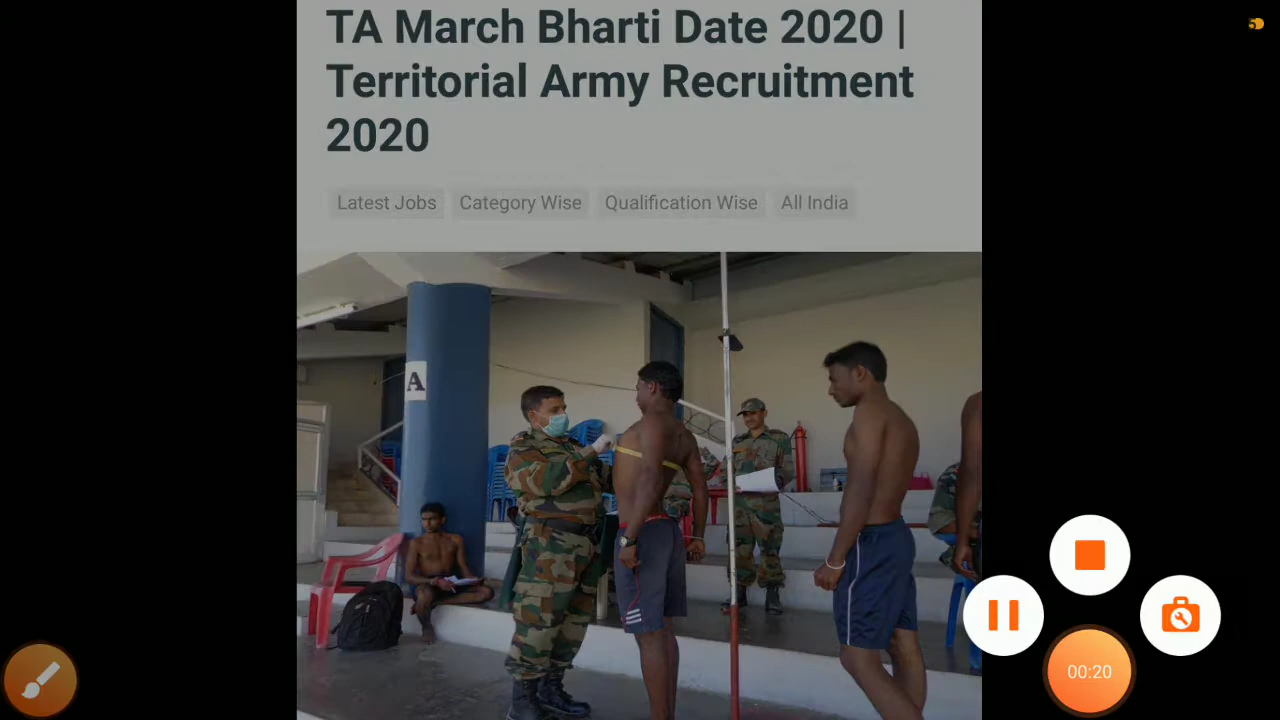 TA March Bharti Date 2020 |
Territorial Army Recruitment
2020
Latest Jobs Category Wise Qualification Wise All India
A
00:20